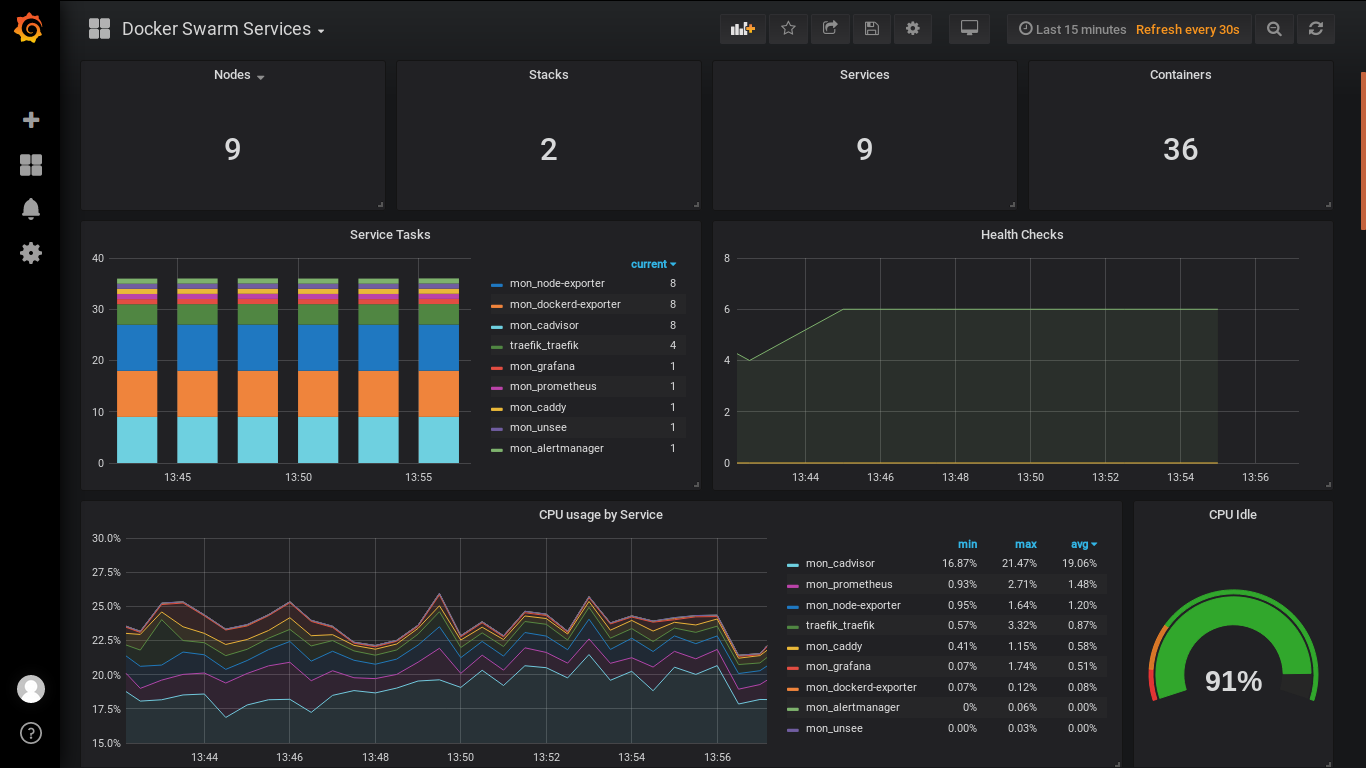 Docker Swarm Services
Last 15 minutes Refresh every 30s
Nodes
9
Stacks
2
Services
9
Containers
36
Service Tasks
40
30
20
10
0
13:45 13:50 13:55
current
mon_node-exporter 8
mon_dockerd-exporter 8
mon_cadvisor 8
traefik_traefik 4
mon_grafana 1
mon_prometheus 1
mon_caddy 1
mon_unsee 1
mon_alertmanager 1
Health Checks
8
6
4
2
0
13:44 13:46 13:48 13:50 13:52 13:54 13:56
CPU usage by Service
30.0%
27.5%
25.0%
22.5%
20.0%
17.5%
15.0%
13:44 13:46 13:48 13:50 13:52 13:54 13:56
min max avg
mon_cadvisor 16.87% 21.47% 19.06%
mon_prometheus 0.93% 2.71% 1.48%
mon_node-exporter 0.95% 1.64% 1.20%
traefik_traefik 0.57% 3.32% 0.87%
mon_caddy 0.41% 1.15% 0.58%
mon_grafana 0.07% 1.74% 0.51%
mon_dockerd-exporter 0.07% 0.12% 0.08%
mon_alertmanager 0% 0.06% 0.00%
mon_unsee 0.00% 0.03% 0.00%
CPU Idle
91%